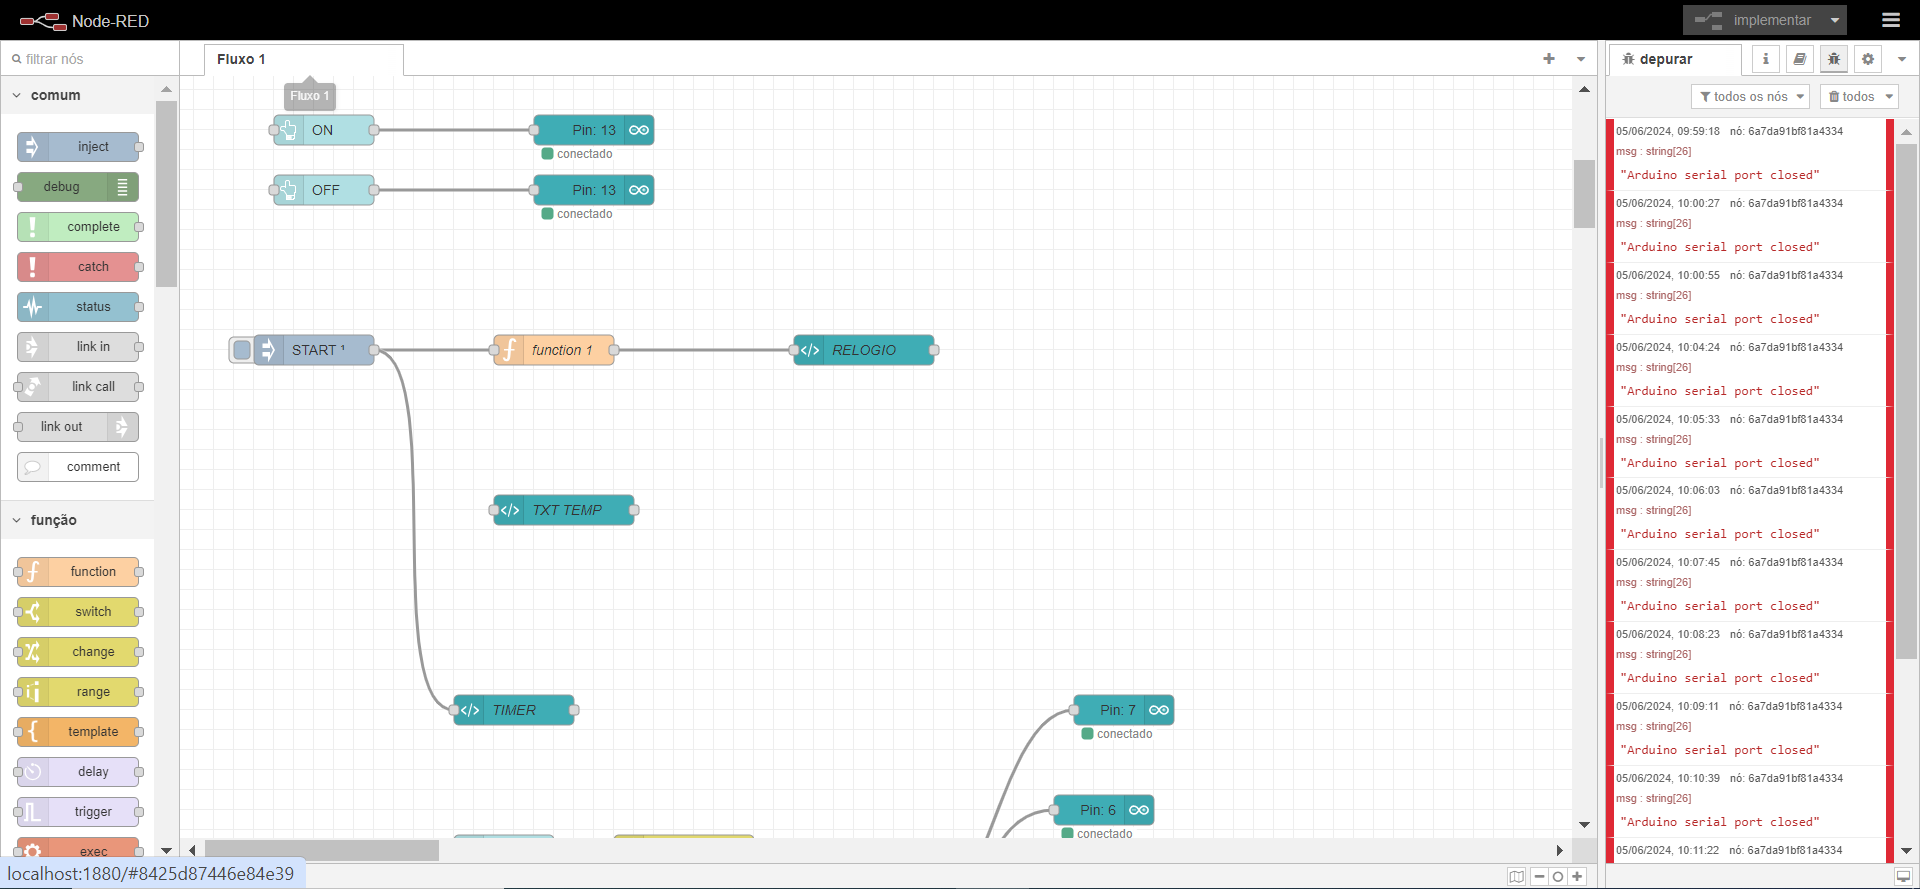 Node-RED
implementar
filtrar nós
Fluxo 1
depurar
i
comum
Fluxo 1
todos os nós
todos
inject
debug
complete
catch
status
link in
link call
link out
comment
função
function
switch
change
range
template
delay
trigger
exec
ON
Pin: 13
conectado
OFF
Pin: 13
conectado
START ¹
function 1
RELOGIO
TXT TEMP
TIMER
Pin: 7
conectado
Pin: 6
conectado
05/06/2024, 09:59:18 nó: 6a7da91bf81a4334
msg : string[26]
"Arduino serial port closed"
05/06/2024, 10:00:27 nó: 6a7da91bf81a4334
msg : string[26]
"Arduino serial port closed"
05/06/2024, 10:00:55 nó: 6a7da91bf81a4334
msg : string[26]
"Arduino serial port closed"
05/06/2024, 10:04:24 nó: 6a7da91bf81a4334
msg : string[26]
"Arduino serial port closed"
05/06/2024, 10:05:33 nó: 6a7da91bf81a4334
msg : string[26]
"Arduino serial port closed"
05/06/2024, 10:06:03 nó: 6a7da91bf81a4334
msg : string[26]
"Arduino serial port closed"
05/06/2024, 10:07:45 nó: 6a7da91bf81a4334
msg : string[26]
"Arduino serial port closed"
05/06/2024, 10:08:23 nó: 6a7da91bf81a4334
msg : string[26]
"Arduino serial port closed"
05/06/2024, 10:09:11 nó: 6a7da91bf81a4334
msg : string[26]
"Arduino serial port closed"
05/06/2024, 10:10:39 nó: 6a7da91bf81a4334
msg : string[26]
"Arduino serial port closed"
05/06/2024, 10:11:22 nó: 6a7da91bf81a4334
localhost:1880/#8425d87446e84e39